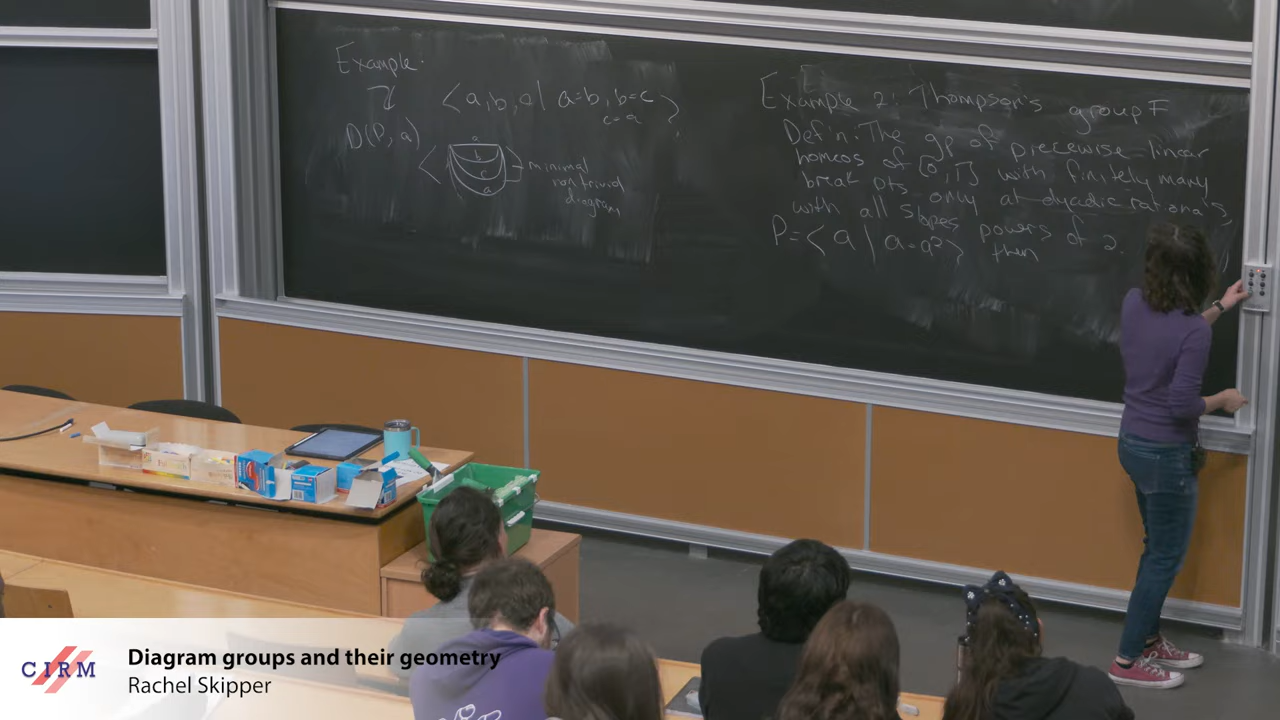 Example:
< a, b, c | a=b, b=c
c=a >
D(P, a)
<
a
b
c
a
minimal
nontrivial
diagram
Example 2: Thompson's group F
Def'n: The gp of piecewise linear
homeos of [0,1] with finitely many
break pts only at dyadic rationals
with all slopes powers of 2.
P = < a | a=a² > then
CIRM
Diagram groups and their geometry
Rachel Skipper